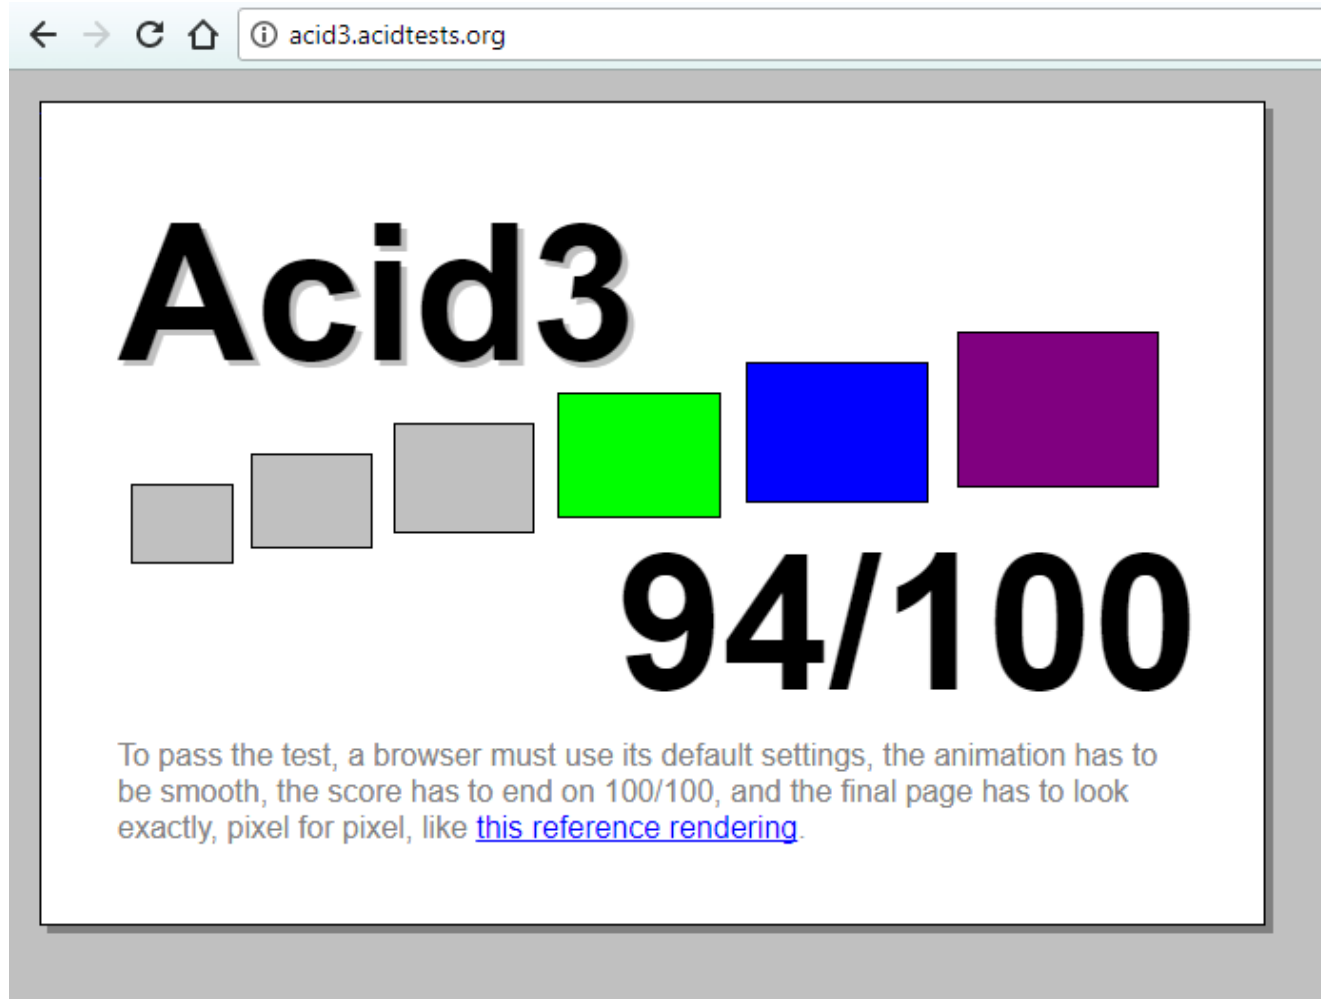 acid3.acidtests.org
Acid3
94/100
To pass the test, a browser must use its default settings, the animation has to
be smooth, the score has to end on 100/100, and the final page has to look
exactly, pixel for pixel, like this reference rendering.